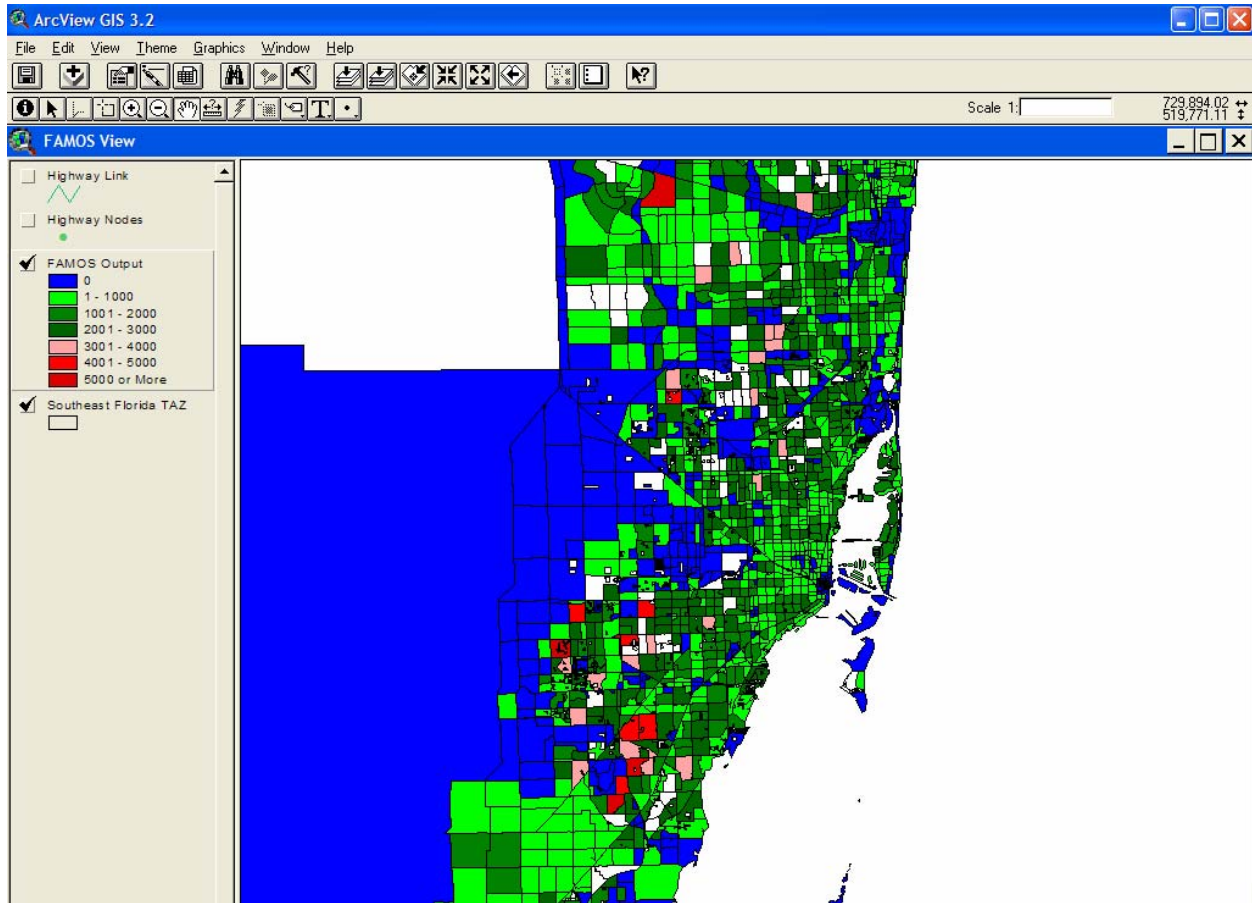 ArcView GIS 3.2
File Edit View Theme Graphics Window Help
Scale 1:
729,894.02
519,771.11
FAMOS View
Highway Link
Highway Nodes
FAMOS Output
0
1 - 1000
1001 - 2000
2001 - 3000
3001 - 4000
4001 - 5000
5000 or More
Southeast Florida TAZ